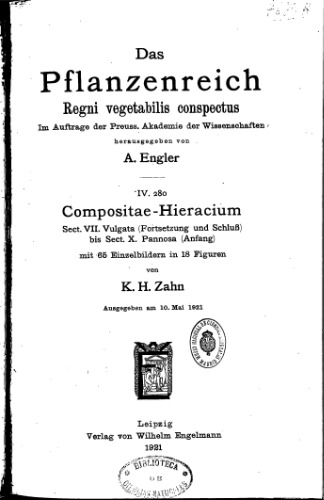 Das
Pflanzenreich
Regni vegetabilis conspectus
Im Auftrage der Preuss. Akademie der Wissenschaften
herausgegeben von
A. Engler
IV. 280
Compositae-Hieracium
Sect. VII. Vulgata (Fortsetzung und Schluß)
bis Sect. X. Pannosa (Anfang)
mit 65 Einzelbildern in 18 Figuren
von
K. H. Zahn
Ausgegeben am 10. Mai 1921
Leipzig
Verlag von Wilhelm Engelmann
1921
BIBLIOTECA